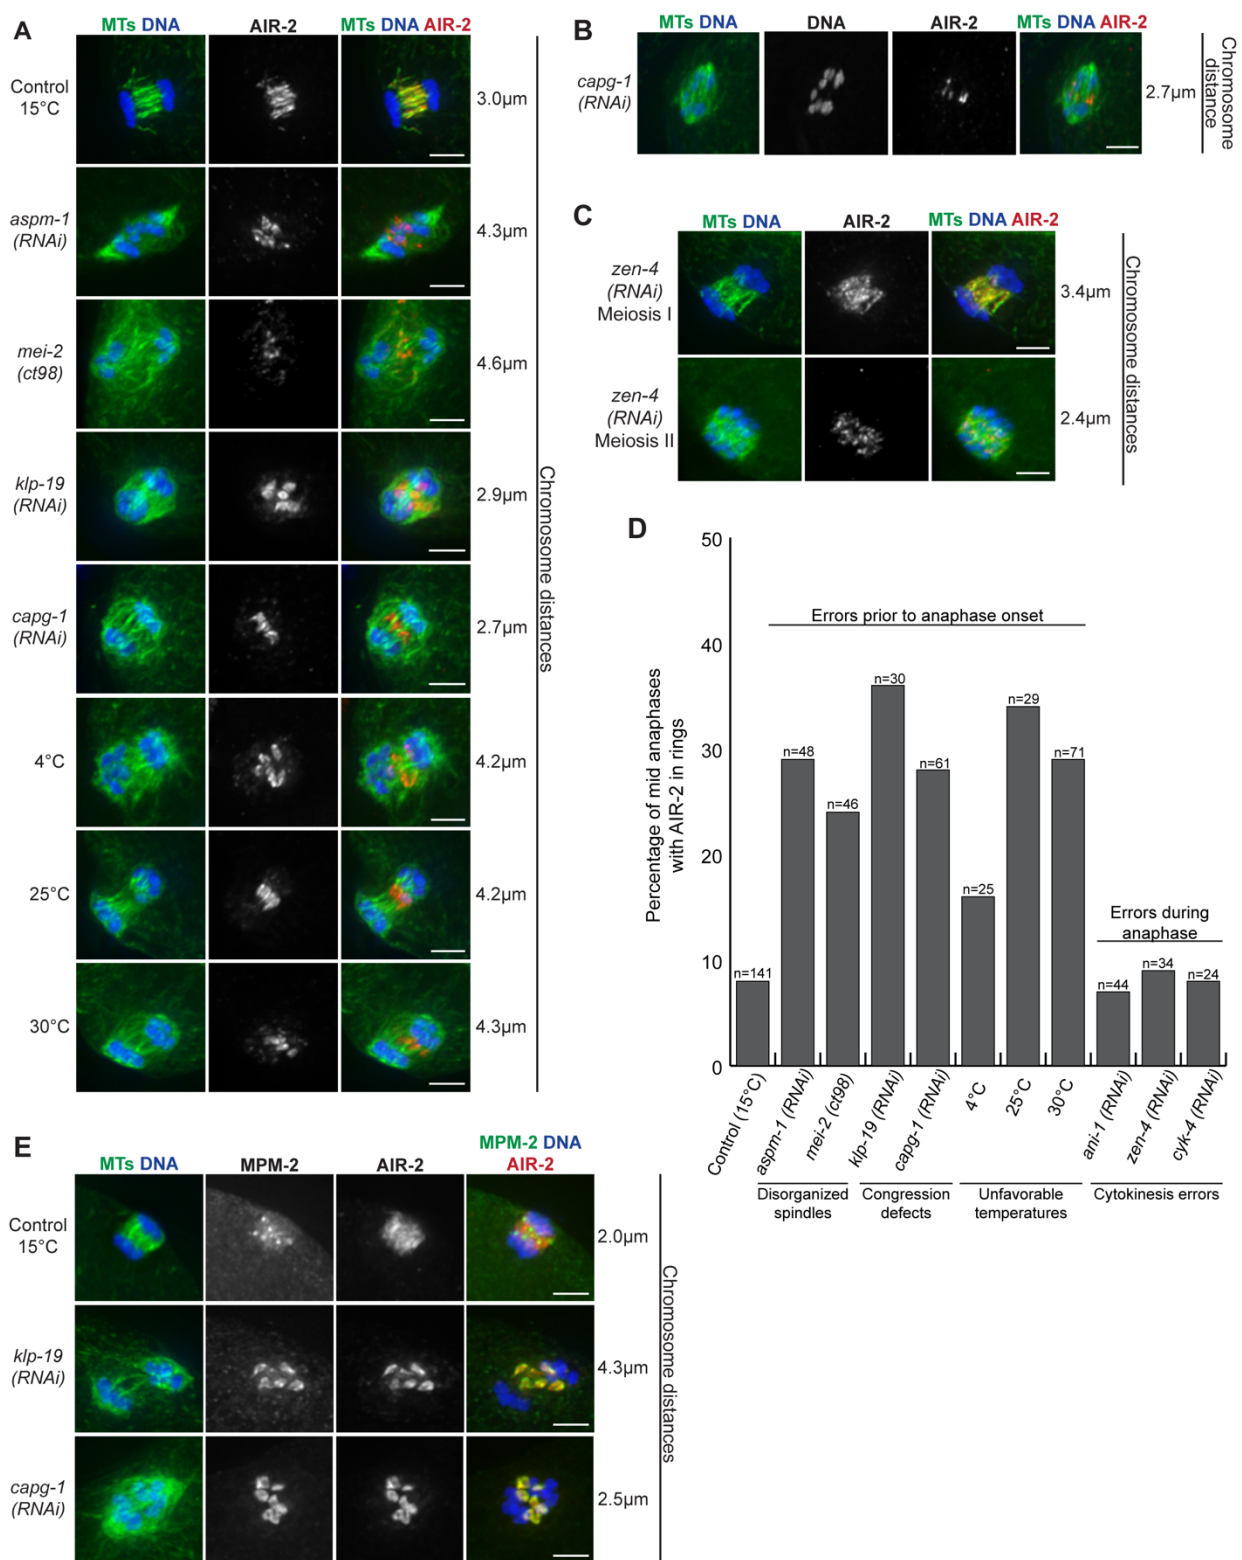 A
MTs DNA
AIR-2
MTs DNA AIR-2
Control
15°C
3.0µm
aspm-1
(RNAi)
4.3µm
mei-2
(ct98)
4.6µm
klp-19
(RNAi)
2.9µm
capg-1
(RNAi)
2.7µm
4°C
4.2µm
25°C
4.2µm
30°C
4.3µm
Chromosome distances
B
MTs DNA
DNA
AIR-2
MTs DNA AIR-2
capg-1
(RNAi)
2.7µm
Chromosome
distance
C
MTs DNA
AIR-2
MTs DNA AIR-2
zen-4
(RNAi)
Meiosis I
3.4µm
zen-4
(RNAi)
Meiosis II
2.4µm
Chromosome distances
D
Percentage of mid anaphases
with AIR-2 in rings
50
40
30
20
10
0
Errors prior to anaphase onset
Errors during
anaphase
n=141
n=48
n=46
n=30
n=61
n=25
n=29
n=71
n=44
n=34
n=24
Control (15°C)
aspm-1 (RNAi)
mei-2 (ct98)
klp-19 (RNAi)
capg-1 (RNAi)
4°C
25°C
30°C
ani-1 (RNAi)
zen-4 (RNAi)
cyk-4 (RNAi)
Disorganized
spindles
Congression
defects
Unfavorable
temperatures
Cytokinesis errors
E
MTs DNA
MPM-2
AIR-2
MPM-2 DNA
AIR-2
Control
15°C
2.0µm
klp-19
(RNAi)
4.3µm
capg-1
(RNAi)
2.5µm
Chromosome distances